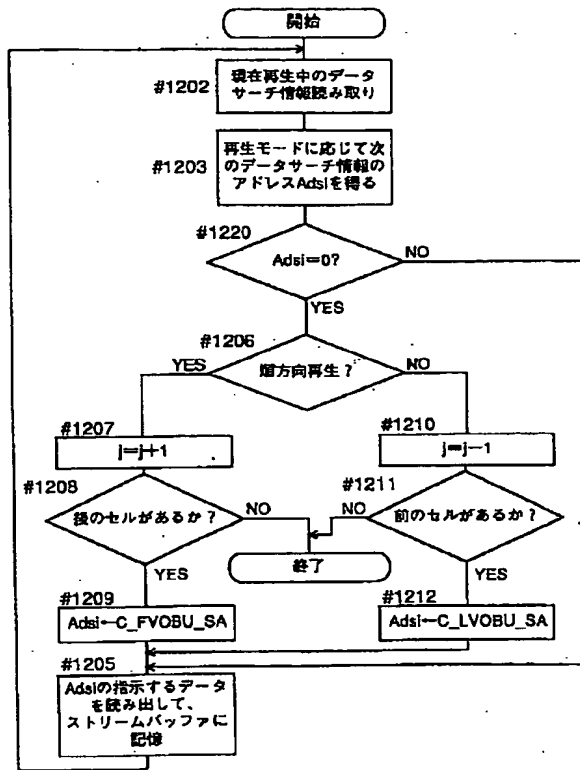 開始
#1202
現在再生中のデータ
サーチ情報読み取り
#1203
再生モードに応じて次
のデータサーチ情報の
アドレスAdsiを得る
#1220
Adsi=0?
NO
YES
#1206
YES
順方向再生?
NO
#1207
j=j+1
#1210
j=j-1
#1208
後のセルがあるか?
NO
#1211
NO
前のセルがあるか?
終了
YES
YES
#1209
Adsi←C_FVOBU_SA
#1212
Adsi←C_LVOBU_SA
#1205
Adsiの指示するデータ
を読み出して、
ストリームバッファに
記憶